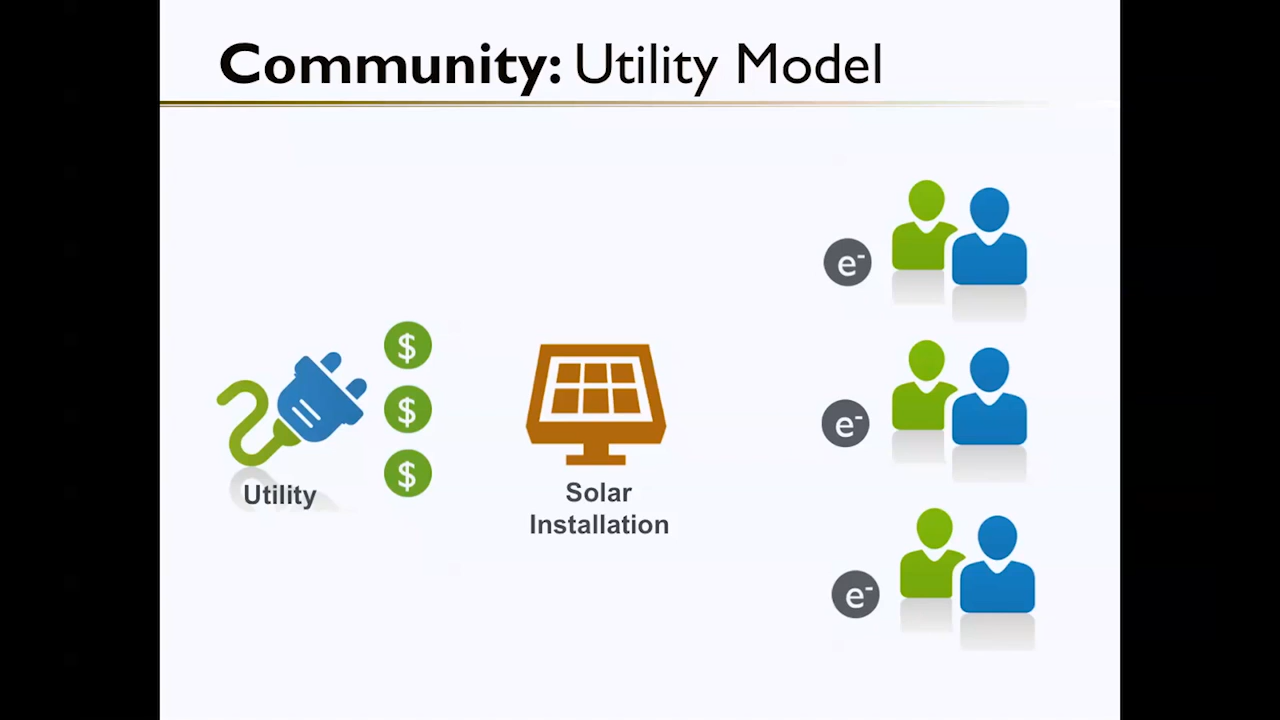 Community: Utility Model
e-
$
$
e-
$
Utility
Solar
Installation
e-